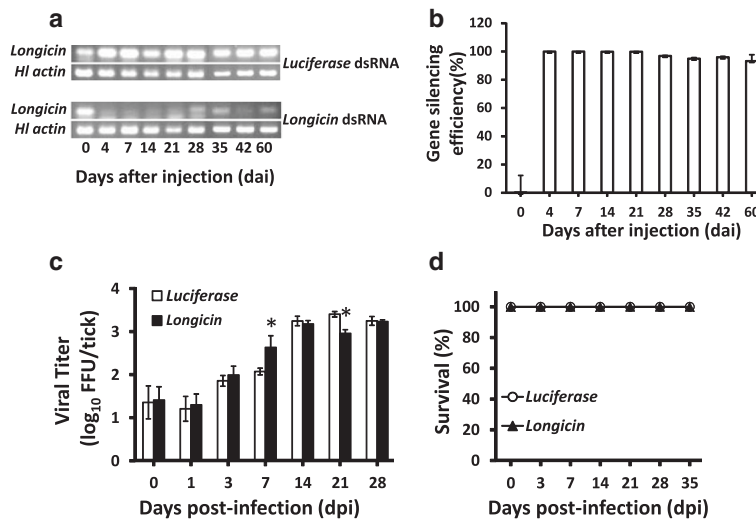 a
Longicin
Hl actin
Luciferase dsRNA
Longicin
Hl actin
Longicin dsRNA
0 4 7 14 21 28 35 42 60
Days after injection (dai)
b
Gene silencing
efficiency(%)
120
100
80
60
40
20
0
0 4 7 14 21 28 35 42 60
Days after injection (dai)
c
Viral Titer
(log10 FFU/tick)
4
3
2
1
0
Luciferase
Longicin
*
*
0 1 3 7 14 21 28
Days post-infection (dpi)
d
Survival (%)
100
80
60
40
20
0
Luciferase
Longicin
0 3 7 14 21 28 35
Days post-infection (dpi)